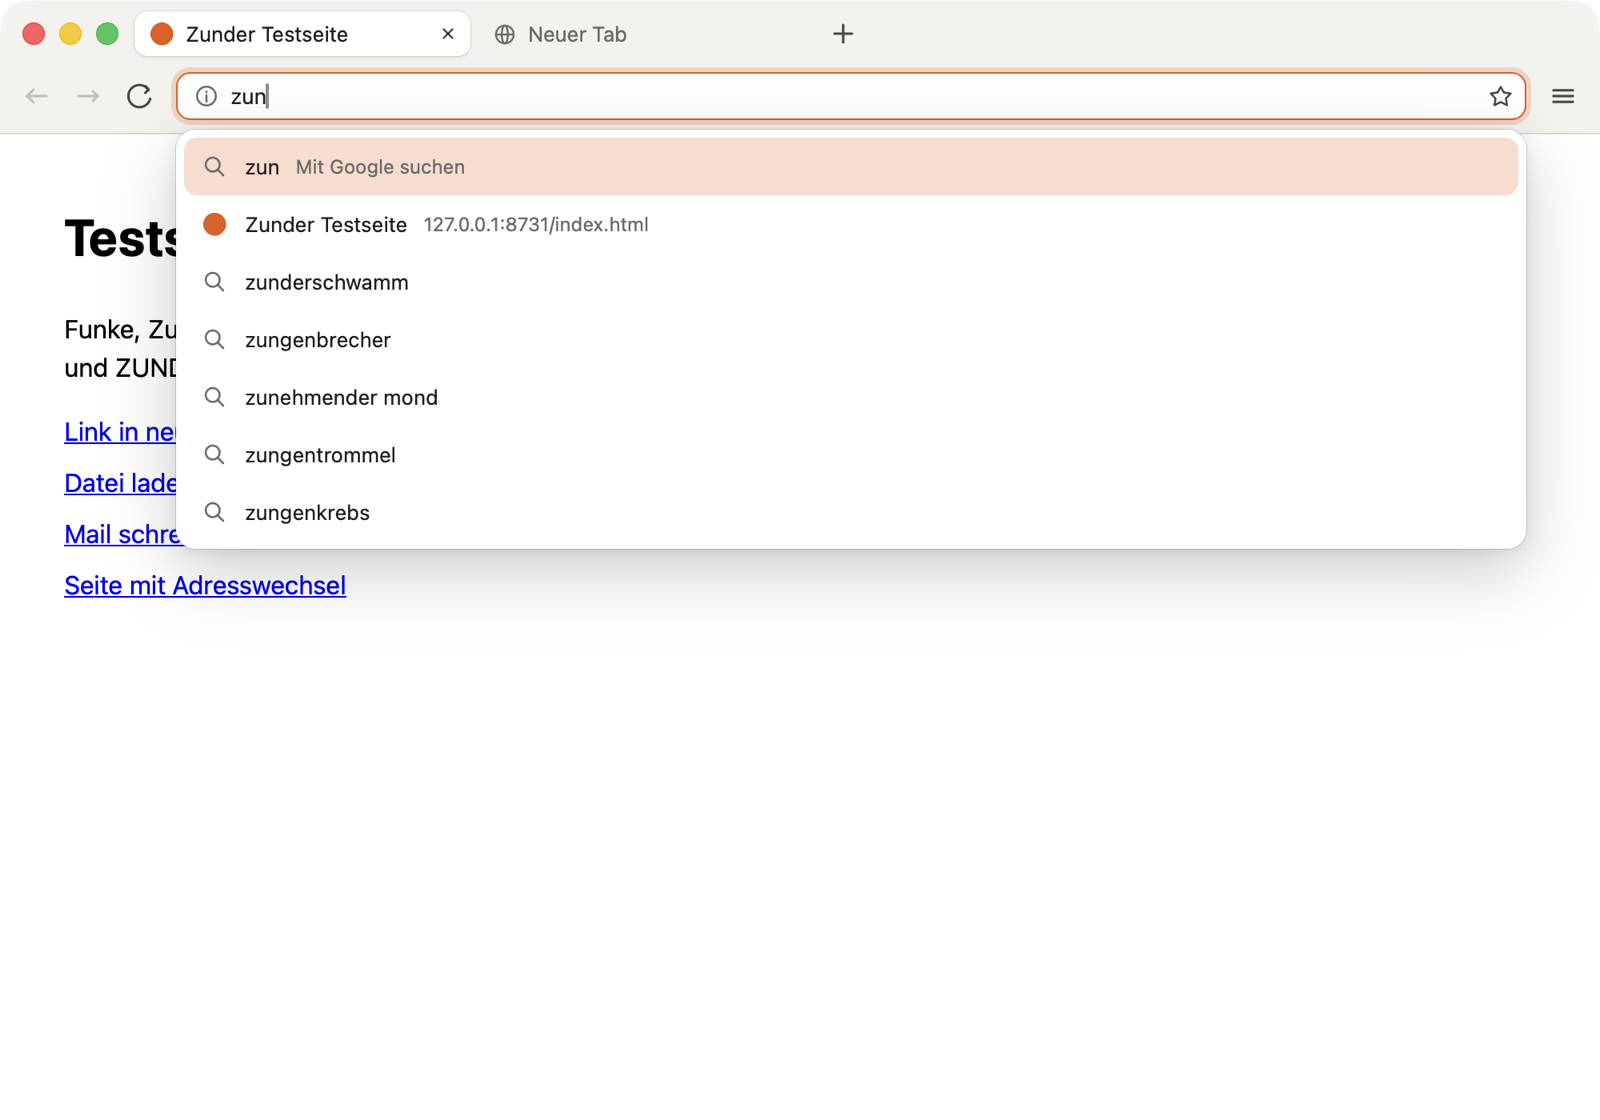 Zunder Testseite
Neuer Tab
zun
zun Mit Google suchen
Zunder Testseite 127.0.0.1:8731/index.html
zunderschwamm
zungenbrecher
zunehmender mond
zungentrommel
zungenkrebs
Tests
Funke, Zu
und ZUND
Link in neu
Datei lade
Mail schre
Seite mit Adresswechsel